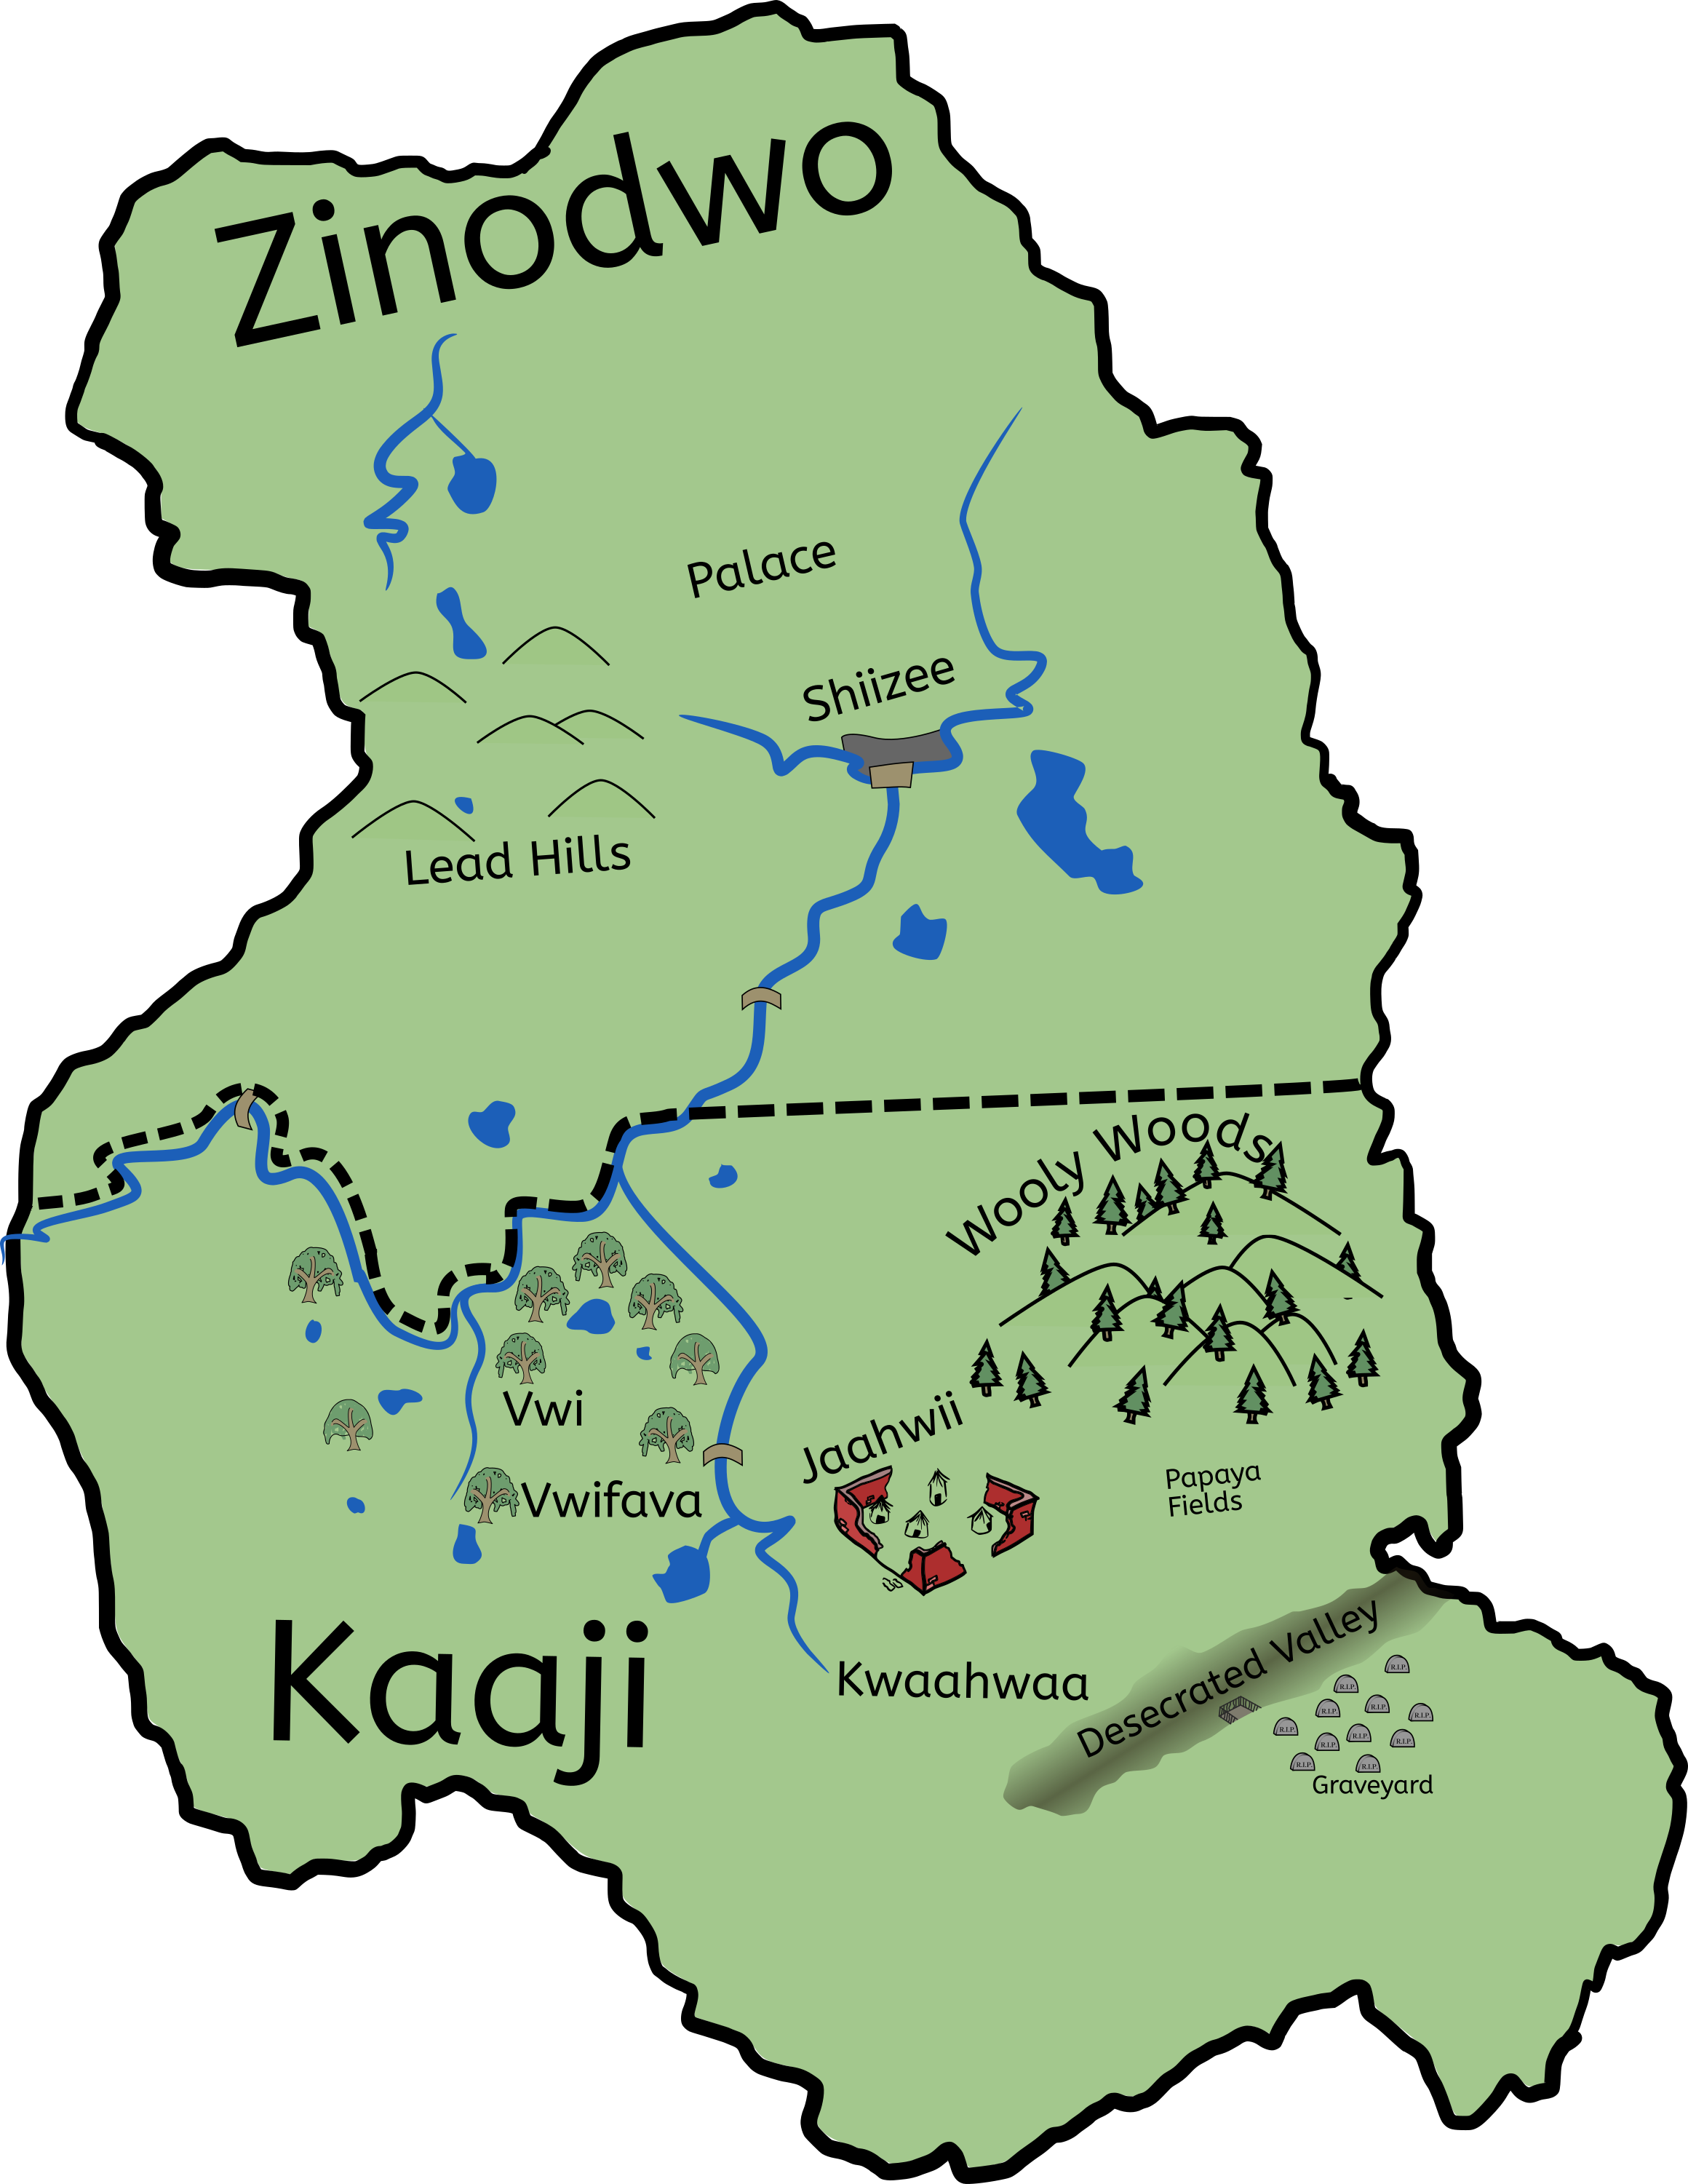 Zinodwo
Palace
Shiizee
Lead Hills
Wooly Woods
Vwi
Jaahwii
Vwifava
Papaya
Fields
Kaaji
Kwaahwaa
Desecrated Valley
R.I.P.
R.I.P.
R.I.P.
R.I.P.
R.I.P.
R.I.P.
R.I.P.
R.I.P.
R.I.P.
R.I.P.
R.I.P.
Graveyard